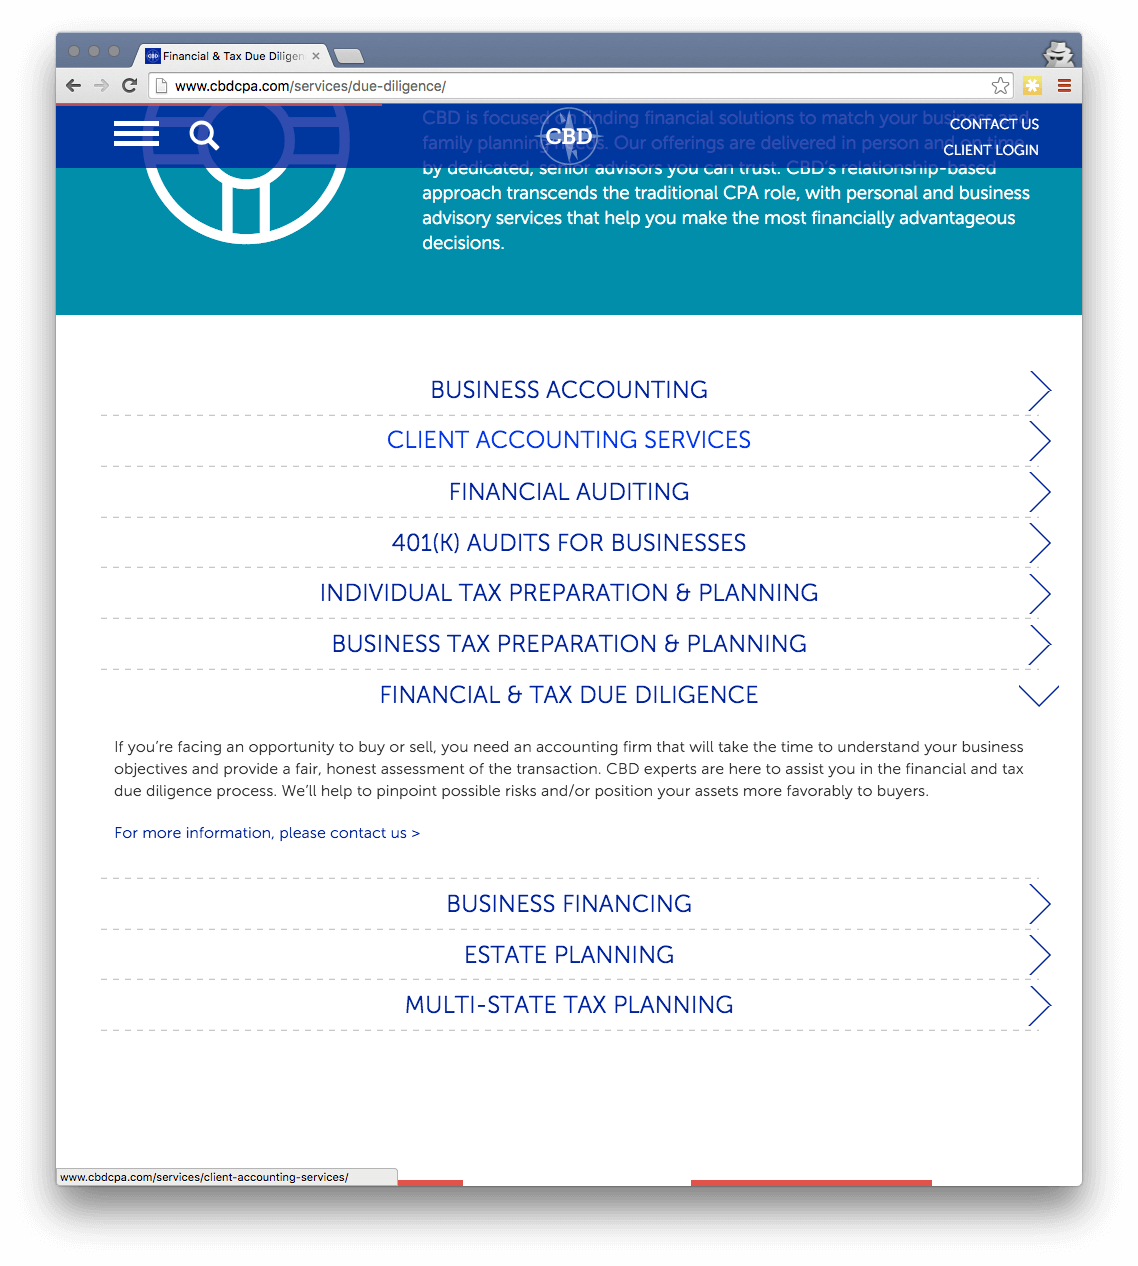 Financial & Tax Due Diligen
www.cbdcpa.com/services/due-diligence/
CBD
CONTACT US
CLIENT LOGIN
CBD is focused on finding financial solutions to match your business and
family planning needs. Our offerings are delivered in person and
by dedicated, senior advisors you can trust. CBD's relationship-based
approach transcends the traditional CPA role, with personal and business
advisory services that help you make the most financially advantageous
decisions.
BUSINESS ACCOUNTING
CLIENT ACCOUNTING SERVICES
FINANCIAL AUDITING
401(K) AUDITS FOR BUSINESSES
INDIVIDUAL TAX PREPARATION & PLANNING
BUSINESS TAX PREPARATION & PLANNING
FINANCIAL & TAX DUE DILIGENCE
If you’re facing an opportunity to buy or sell, you need an accounting firm that will take the time to understand your business
objectives and provide a fair, honest assessment of the transaction. CBD experts are here to assist you in the financial and tax
due diligence process. We’ll help to pinpoint possible risks and/or position your assets more favorably to buyers.
For more information, please contact us >
BUSINESS FINANCING
ESTATE PLANNING
MULTI-STATE TAX PLANNING
www.cbdcpa.com/services/client-accounting-services/